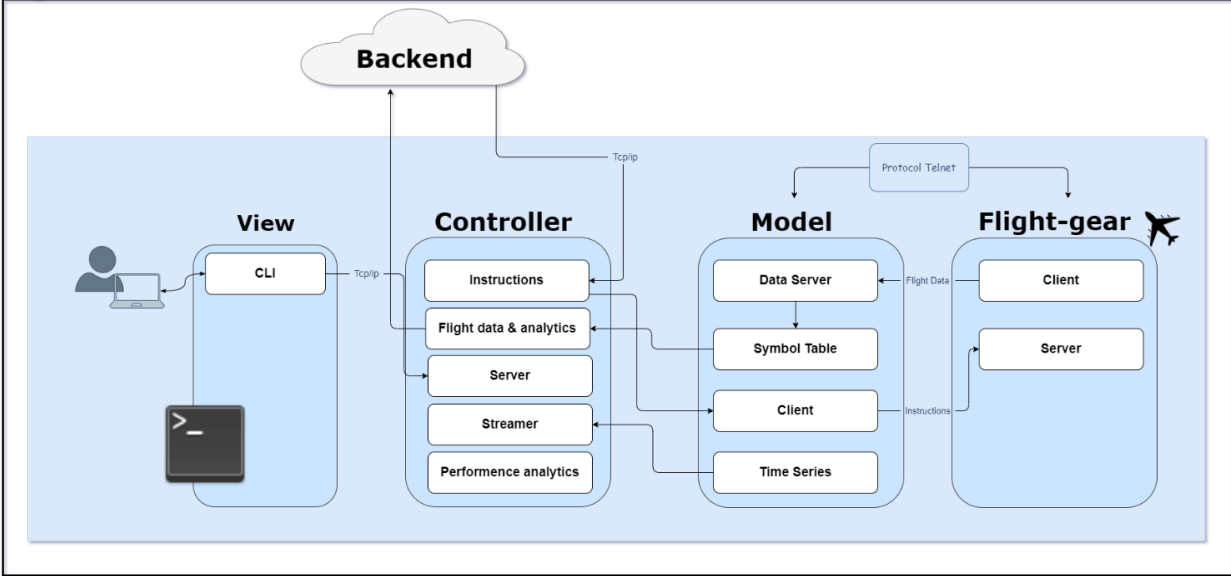 Backend
Tcp/ip
Protocol Telnet
View
Controller
Model
Flight-gear
CLI
Tcp/ip
Instructions
Flight data & analytics
Server
Streamer
Performence analytics
Data Server
Symbol Table
Client
Time Series
Flight Data
Instructions
Client
Server
>_